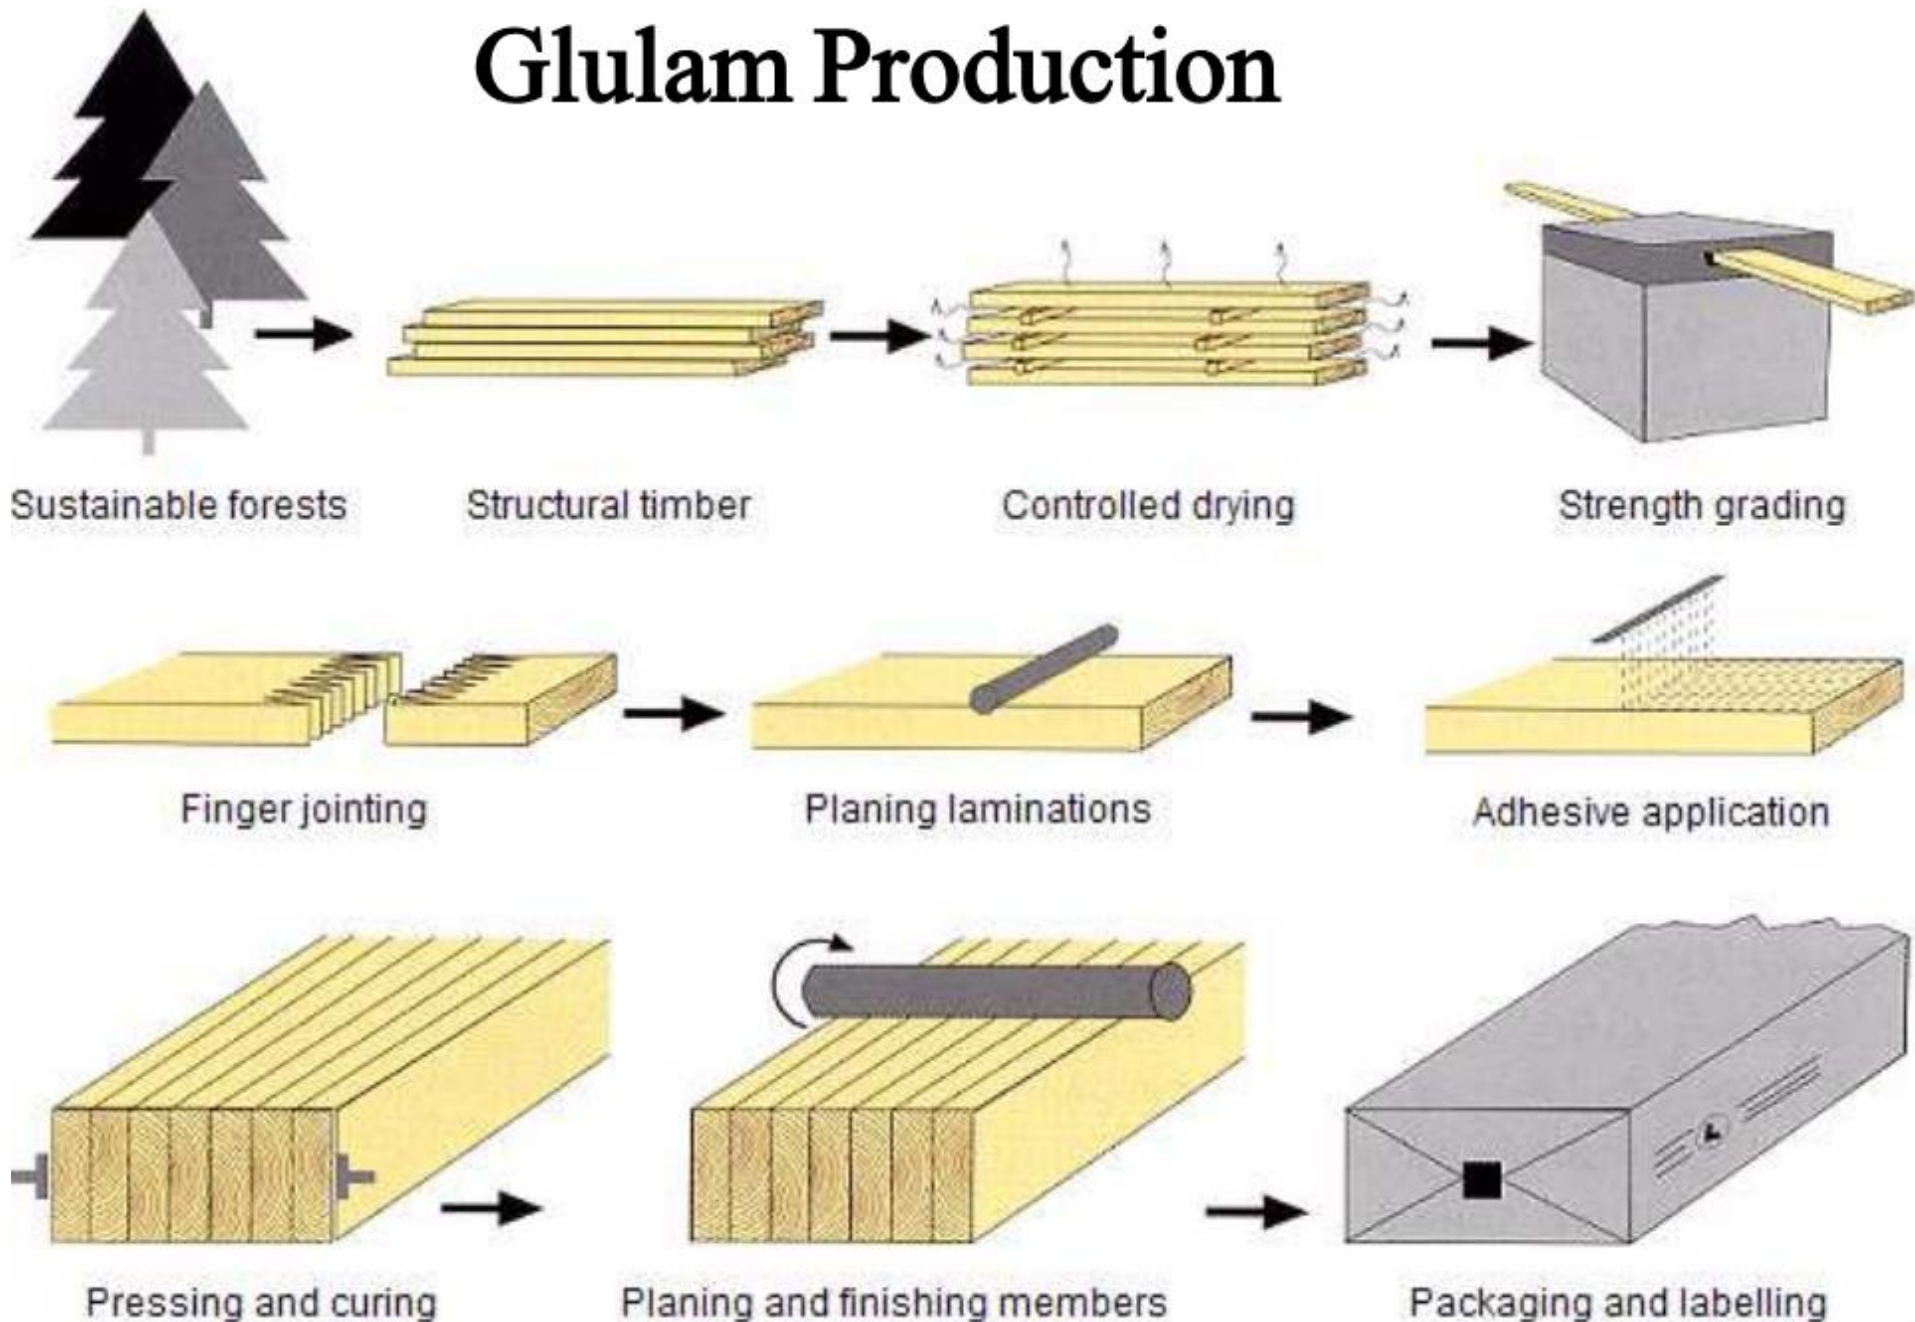 Glulam Production
Sustainable forests
Structural timber
Controlled drying
Strength grading
Finger jointing
Planing laminations
Adhesive application
Pressing and curing
Planing and finishing members
Packaging and labelling